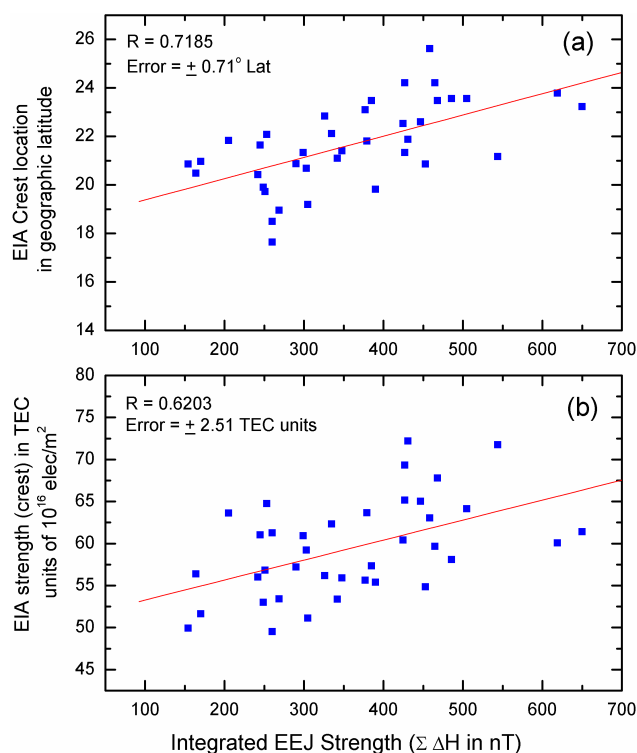 (a)
R = 0.7185
Error = ± 0.71° Lat
EIA Crest location
in geographic latitude
26
24
22
20
18
16
14
100 200 300 400 500 600 700
(b)
R = 0.6203
Error = ± 2.51 TEC units
EIA strength (crest) in TEC
units of 10¹⁶ elec/m²
80
75
70
65
60
55
50
45
100 200 300 400 500 600 700
Integrated EEJ Strength (Σ ΔH in nT)